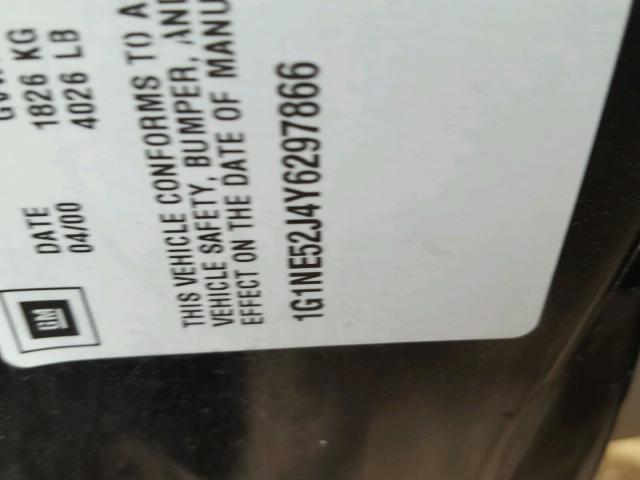 GM
DATE
04/00
1826 KG
4026 LB
THIS VEHICLE CONFORMS TO A
VEHICLE SAFETY, BUMPER, AND
EFFECT ON THE DATE OF MANU
1G1NE52J4Y6297866